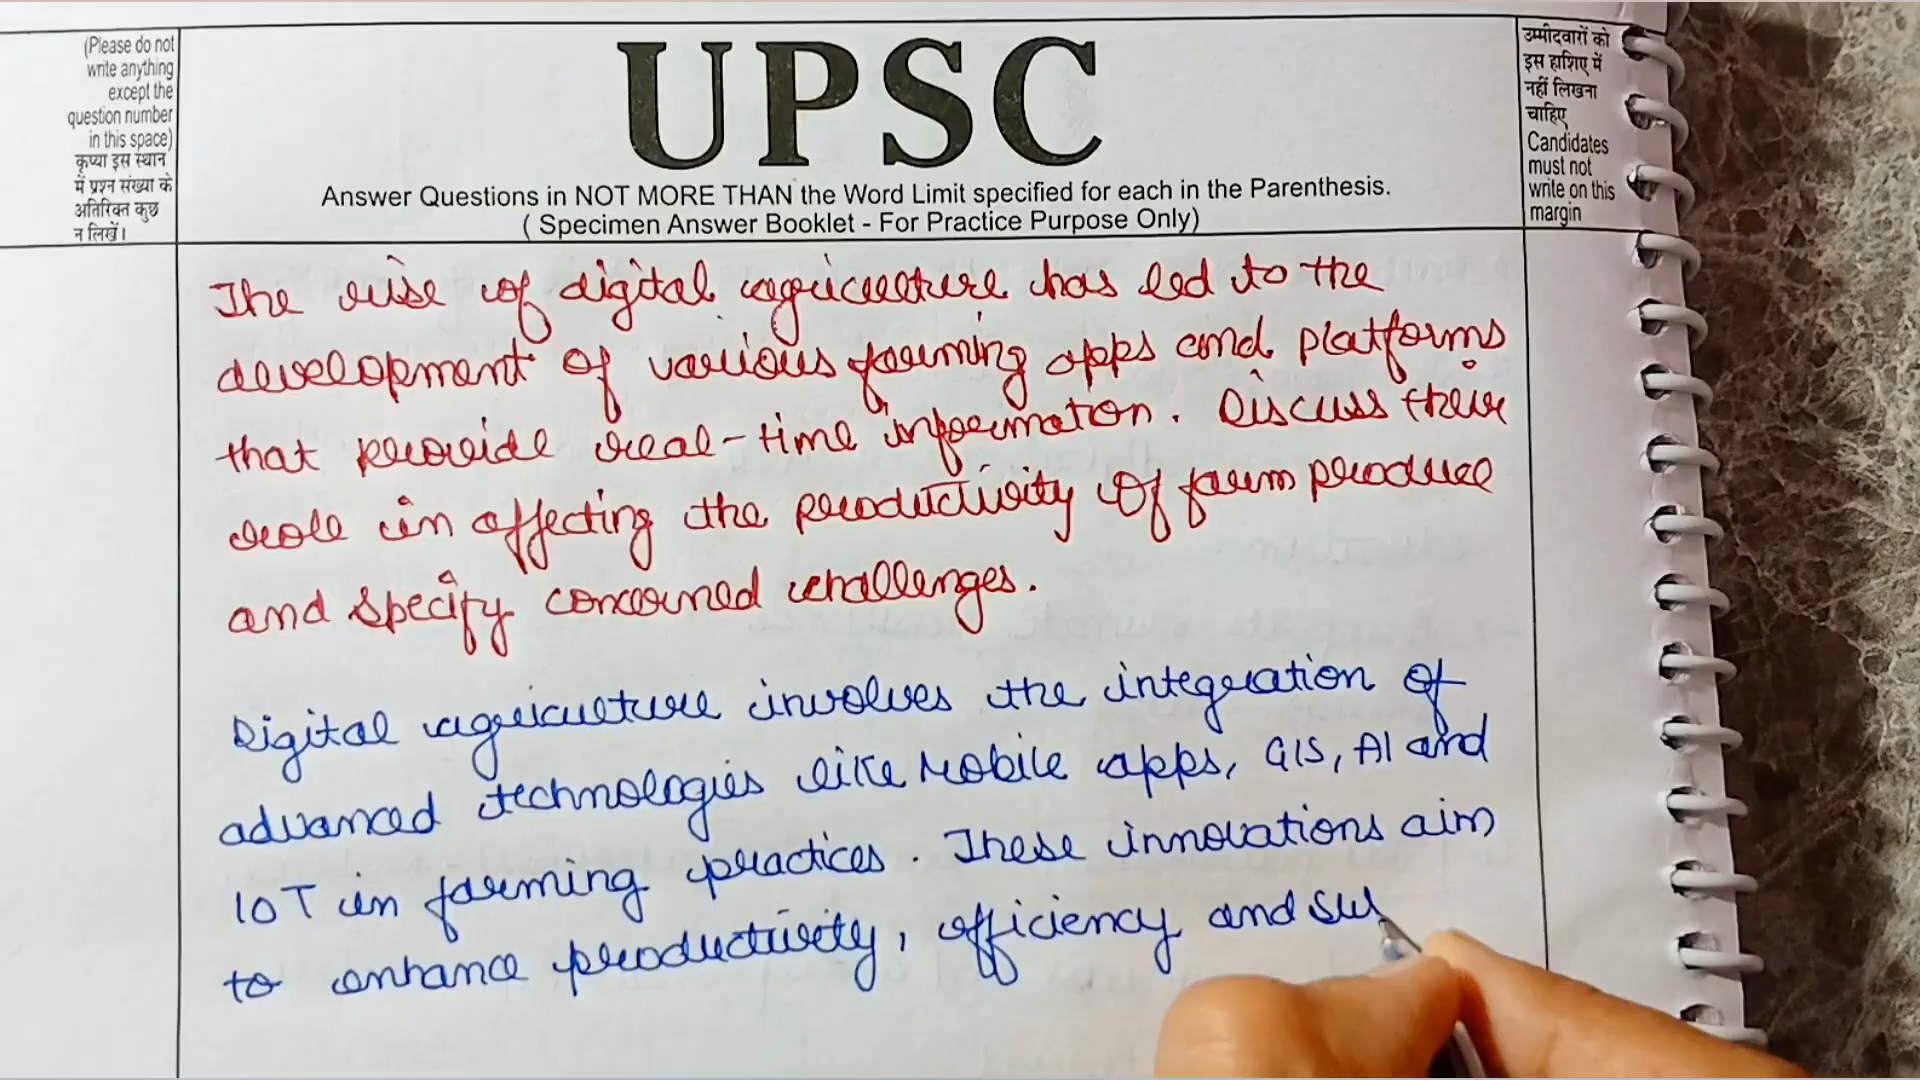 (Please do not
write anything
except the
question number
in this space)
कृप्या इस स्थान
में प्रश्न संख्या के
अतिरिक्त कुछ
न लिखें।
UPSC
Answer Questions in NOT MORE THAN the Word Limit specified for each in the Parenthesis.
( Specimen Answer Booklet - For Practice Purpose Only)
उम्मीदवारों को
इस हाशिए में
नहीं लिखना
चाहिए
Candidates
must not
write on this
margin
The rise of digital agriculture has led to the
development of various farming apps and platforms
that provide real-time informaton. Discuss their
role in affecting the productivity of farm produce
and specify concerned challenges.
Digital agriculture involves the integration of
advanced technologies like Mobile apps, GIS, AI and
IOT in farming practices. These innovations aim
to enhance productivity, efficiency and sus